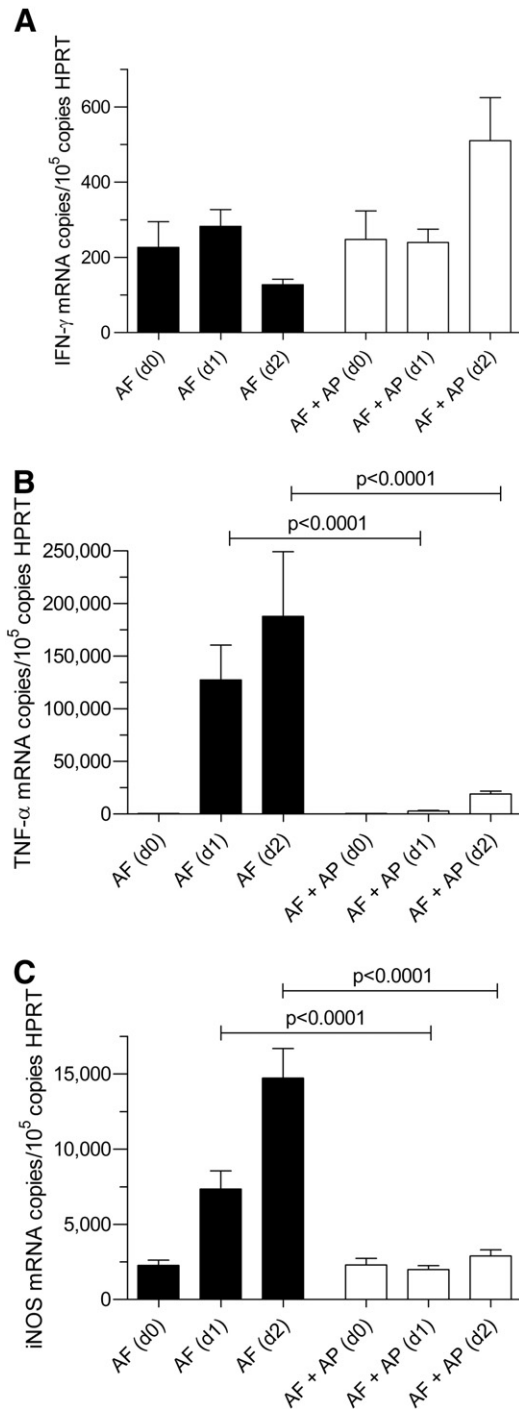 A
IFN-γ mRNA copies/10⁵ copies HPRT
600
400
200
0
AF (d0)
AF (d1)
AF (d2)
AF + AP (d0)
AF + AP (d1)
AF + AP (d2)
B
p<0.0001
p<0.0001
TNF-α mRNA copies/10⁵ copies HPRT
250,000
200,000
150,000
100,000
50,000
0
AF (d0)
AF (d1)
AF (d2)
AF + AP (d0)
AF + AP (d1)
AF + AP (d2)
C
p<0.0001
p<0.0001
iNOS mRNA copies/10⁵ copies HPRT
15,000
10,000
5,000
0
AF (d0)
AF (d1)
AF (d2)
AF + AP (d0)
AF + AP (d1)
AF + AP (d2)